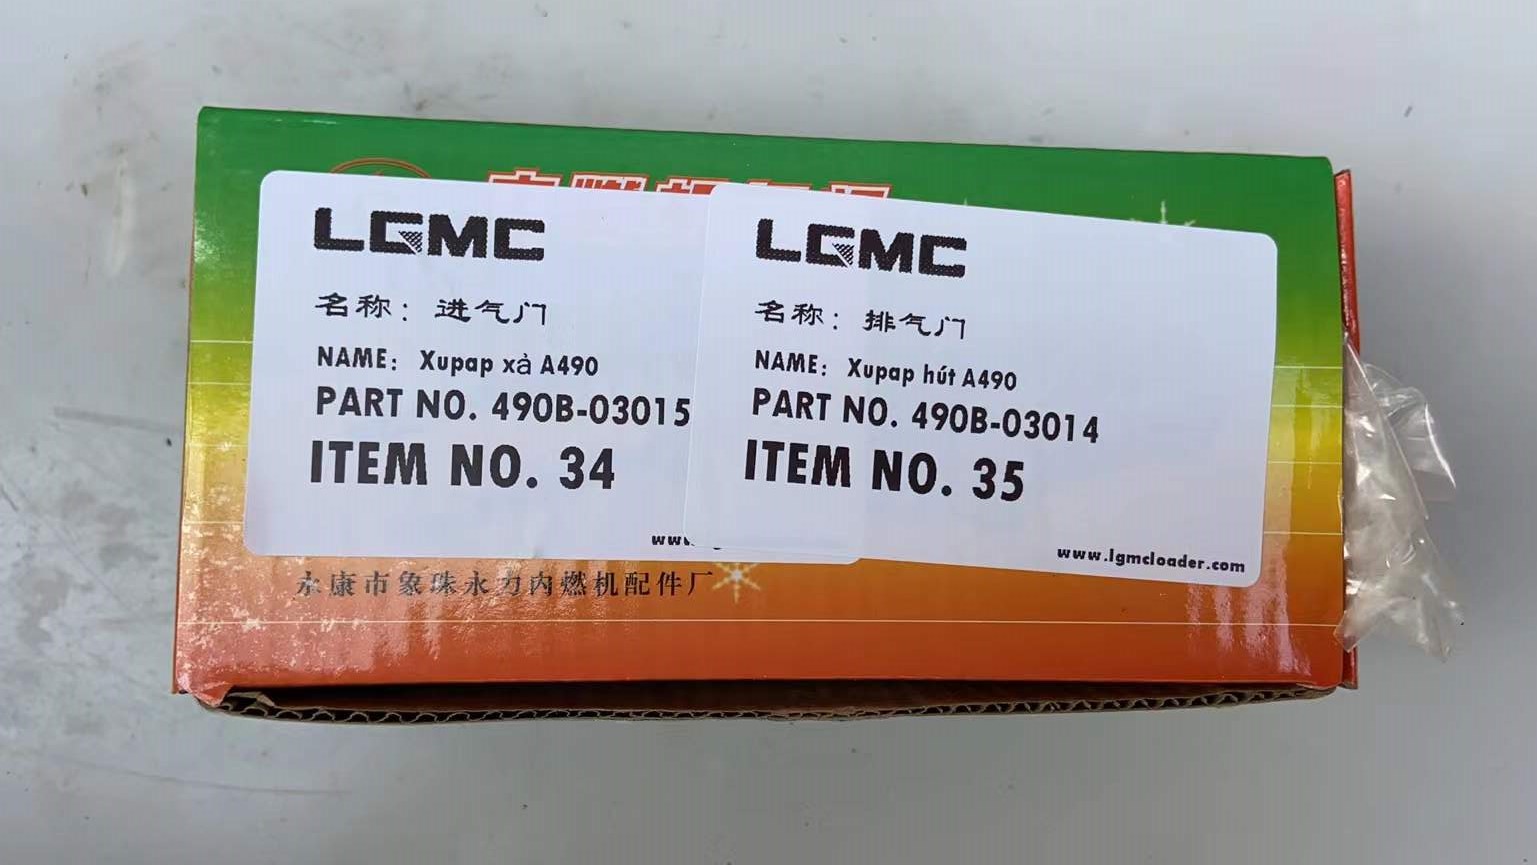 LGMC
名称：进气门
NAME: Xupap xả A490
PART NO. 490B-03015
ITEM NO. 34
LGMC
名称：排气门
NAME: Xupap hút A490
PART NO. 490B-03014
ITEM NO. 35
www.lgmcloader.com
永康市象珠永力内燃机配件厂